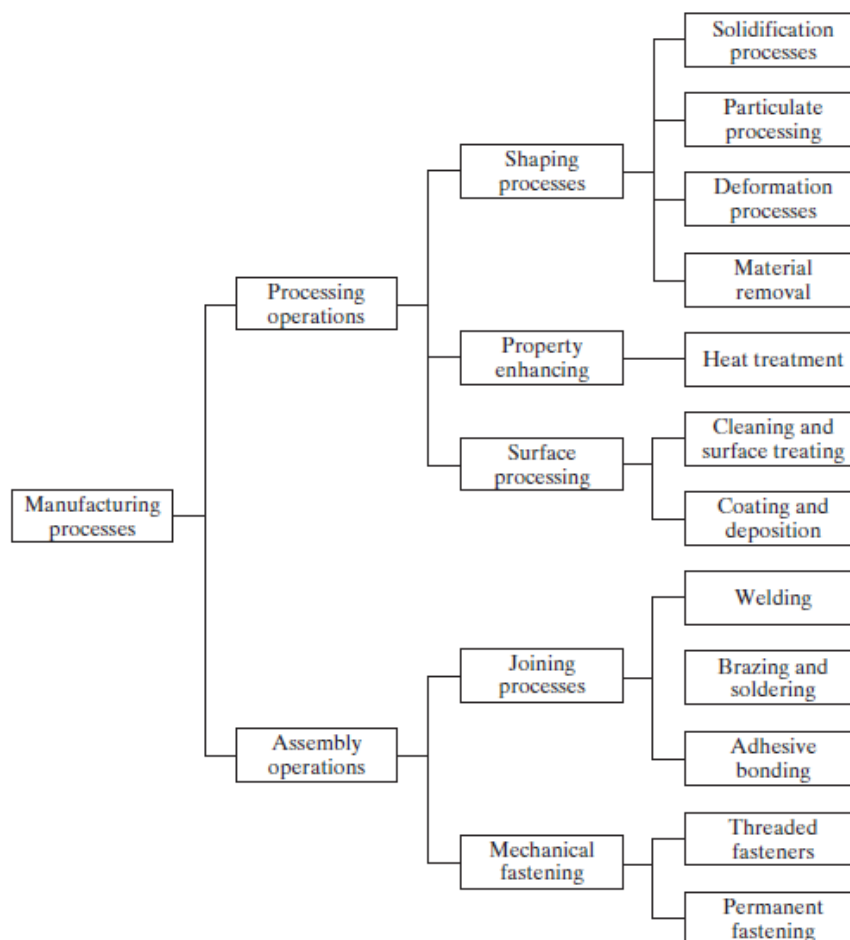 Solidification
processes
Particulate
processing
Shaping
processes
Deformation
processes
Material
removal
Processing
operations
Property
enhancing
Heat treatment
Cleaning and
surface treating
Surface
processing
Coating and
deposition
Manufacturing
processes
Welding
Joining
processes
Brazing and
soldering
Assembly
operations
Adhesive
bonding
Threaded
fasteners
Mechanical
fastening
Permanent
fastening